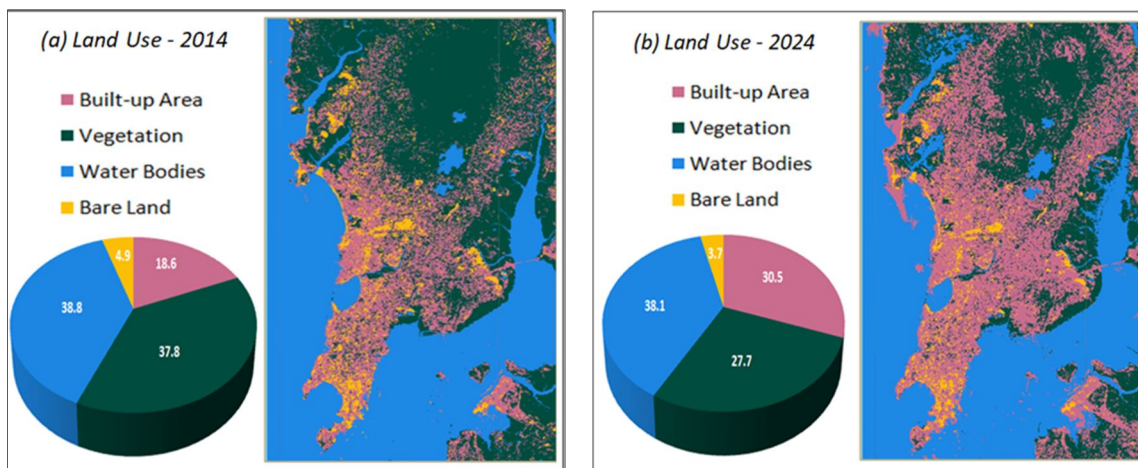 (a) Land Use - 2014
Built-up Area
Vegetation
Water Bodies
Bare Land
4.9
18.6
38.8
37.8
(b) Land Use - 2024
Built-up Area
Vegetation
Water Bodies
Bare Land
3.7
30.5
38.1
27.7